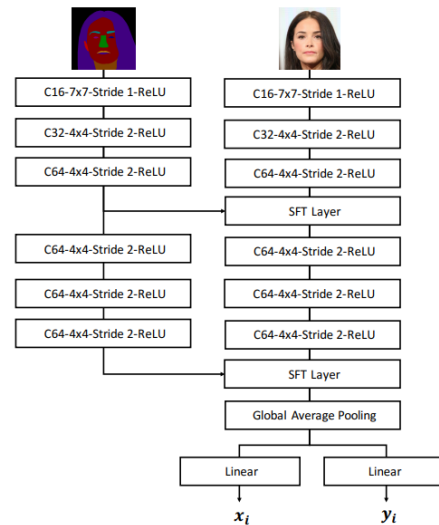 C16-7x7-Stride 1-ReLU
C32-4x4-Stride 2-ReLU
C64-4x4-Stride 2-ReLU
C64-4x4-Stride 2-ReLU
C64-4x4-Stride 2-ReLU
C64-4x4-Stride 2-ReLU
C16-7x7-Stride 1-ReLU
C32-4x4-Stride 2-ReLU
C64-4x4-Stride 2-ReLU
SFT Layer
C64-4x4-Stride 2-ReLU
C64-4x4-Stride 2-ReLU
C64-4x4-Stride 2-ReLU
SFT Layer
Global Average Pooling
Linear
Linear
xᵢ
yᵢ